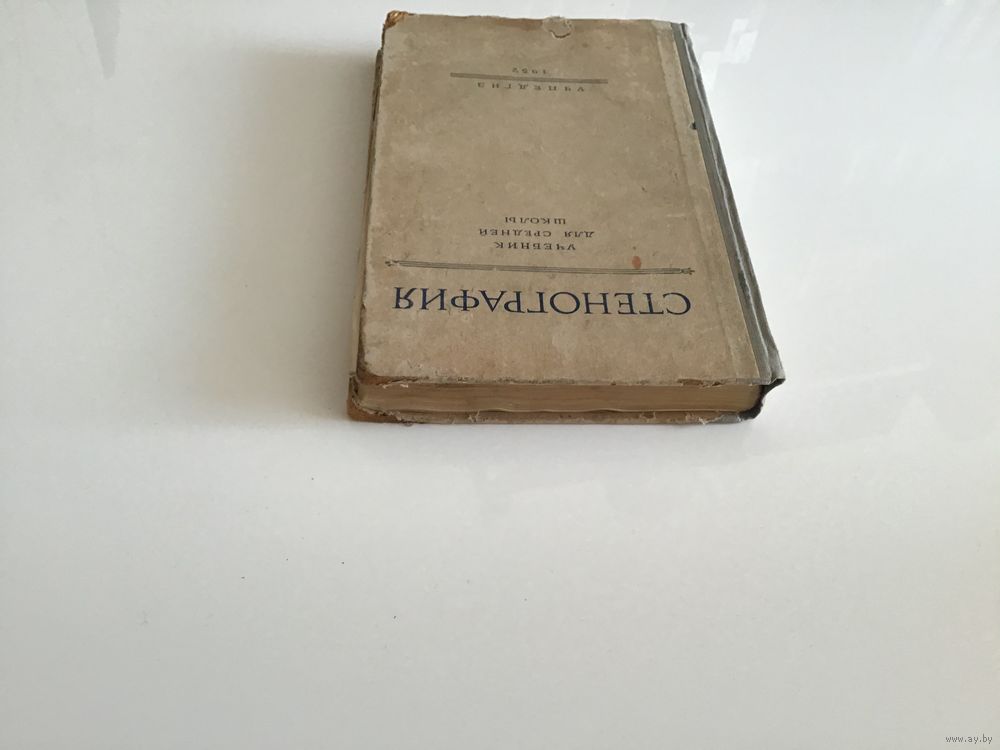 СТЕНОГРАФИЯ
УЧЕБНИК
ДЛЯ СРЕДНЕЙ
ШКОЛЫ
УЧПЕДГИЗ
1952
www.ay.by